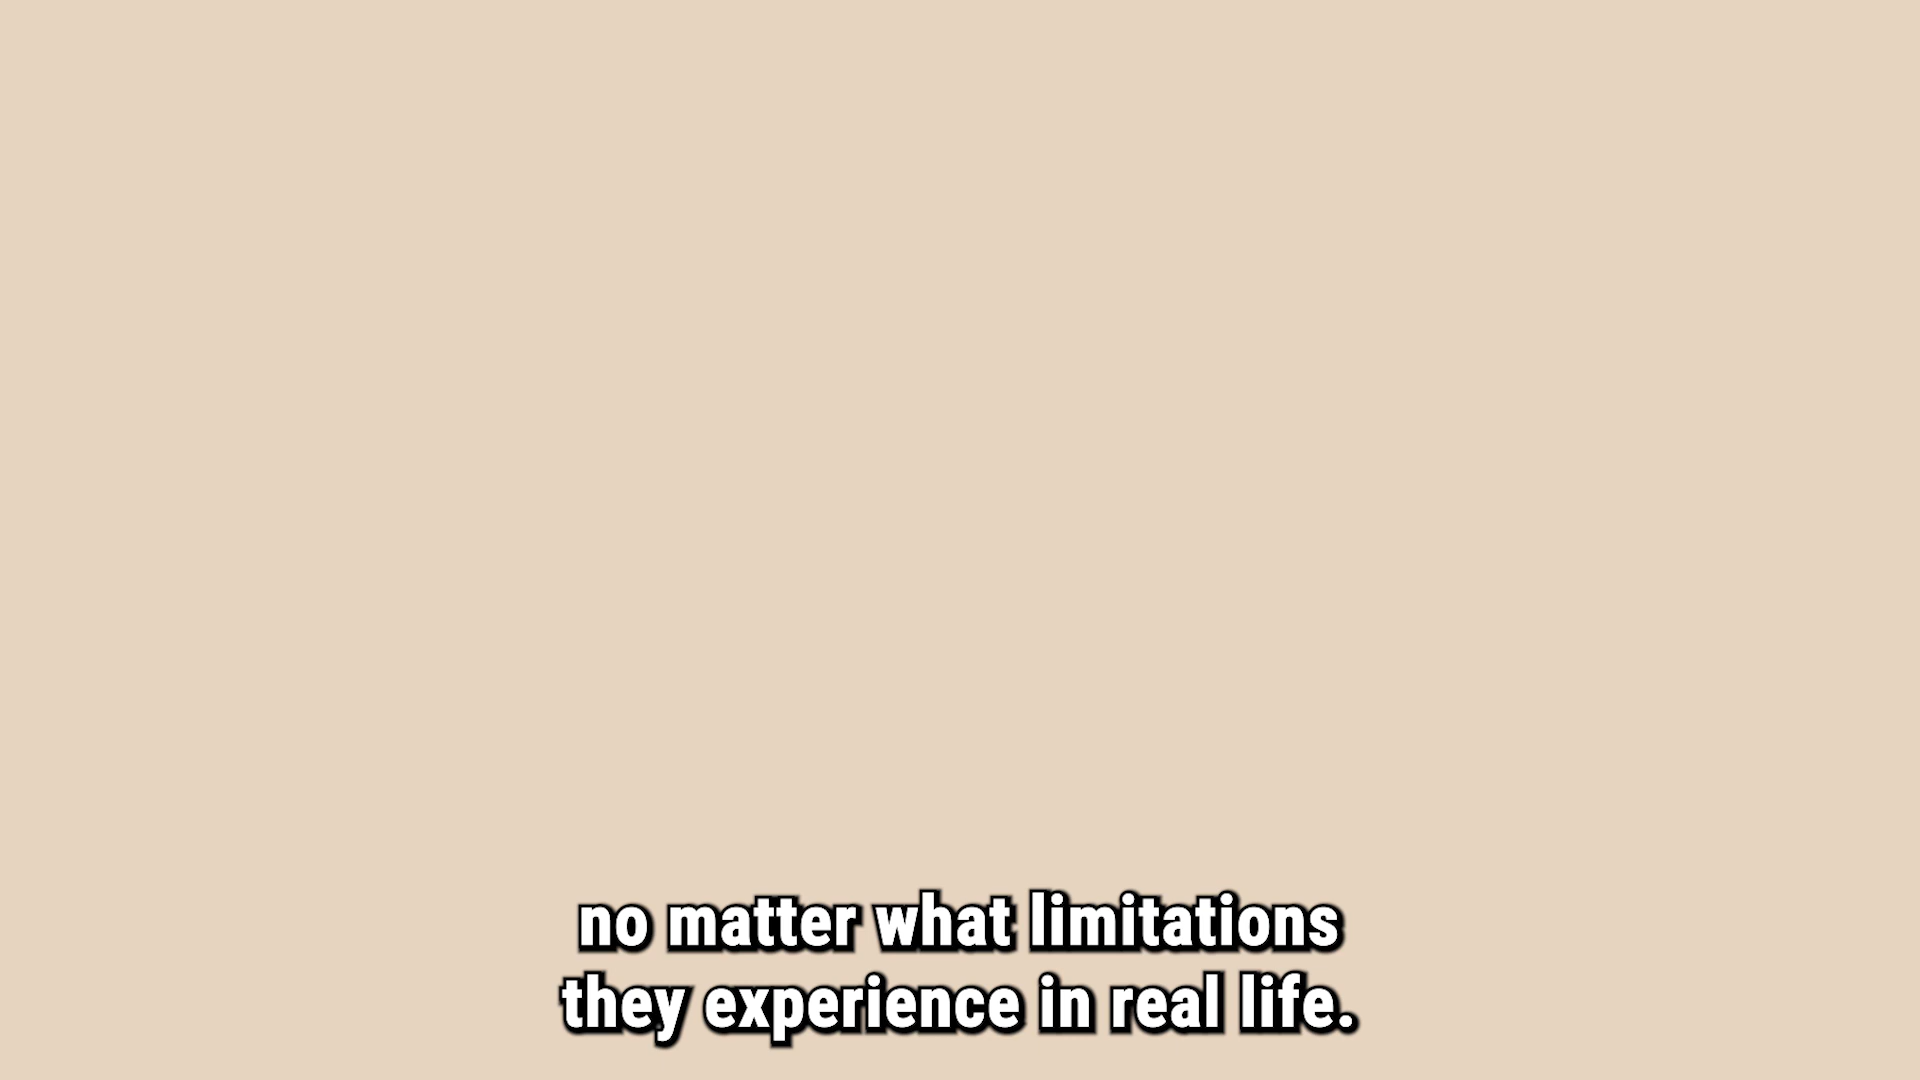 no matter what limitations
they experience in real life.